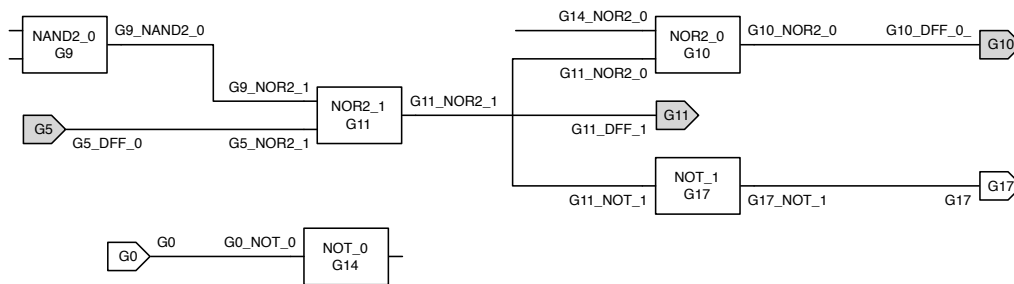 NAND2_0
G9
G9_NAND2_0
G9_NOR2_1
G5
G5_DFF_0
G5_NOR2_1
NOR2_1
G11
G11_NOR2_1
G14_NOR2_0
G11_NOR2_0
NOR2_0
G10
G10_NOR2_0
G10_DFF_0_
G10
G11_DFF_1
G11
G11_NOT_1
NOT_1
G17
G17_NOT_1
G17
G17
G0
G0
G0_NOT_0
NOT_0
G14